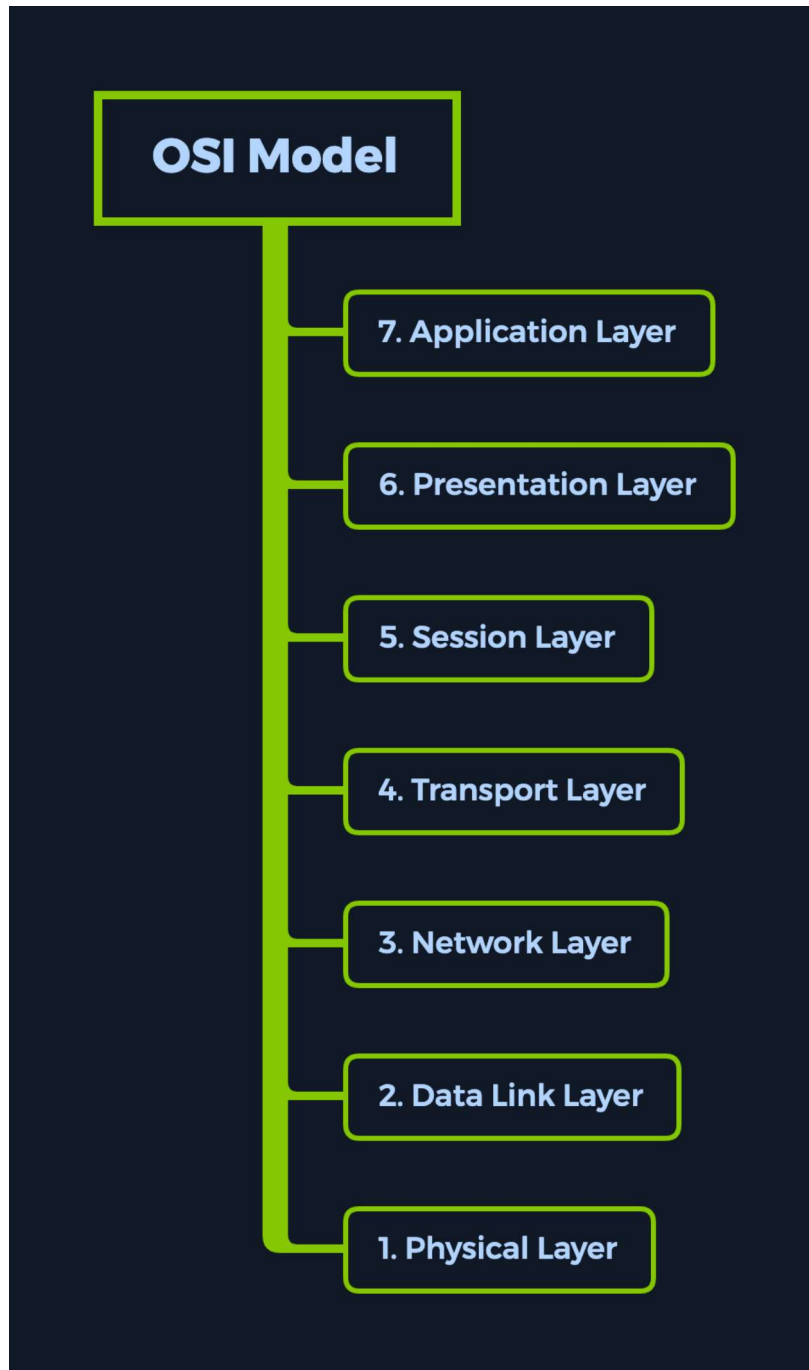 OSI Model
7. Application Layer
6. Presentation Layer
5. Session Layer
4. Transport Layer
3. Network Layer
2. Data Link Layer
1. Physical Layer